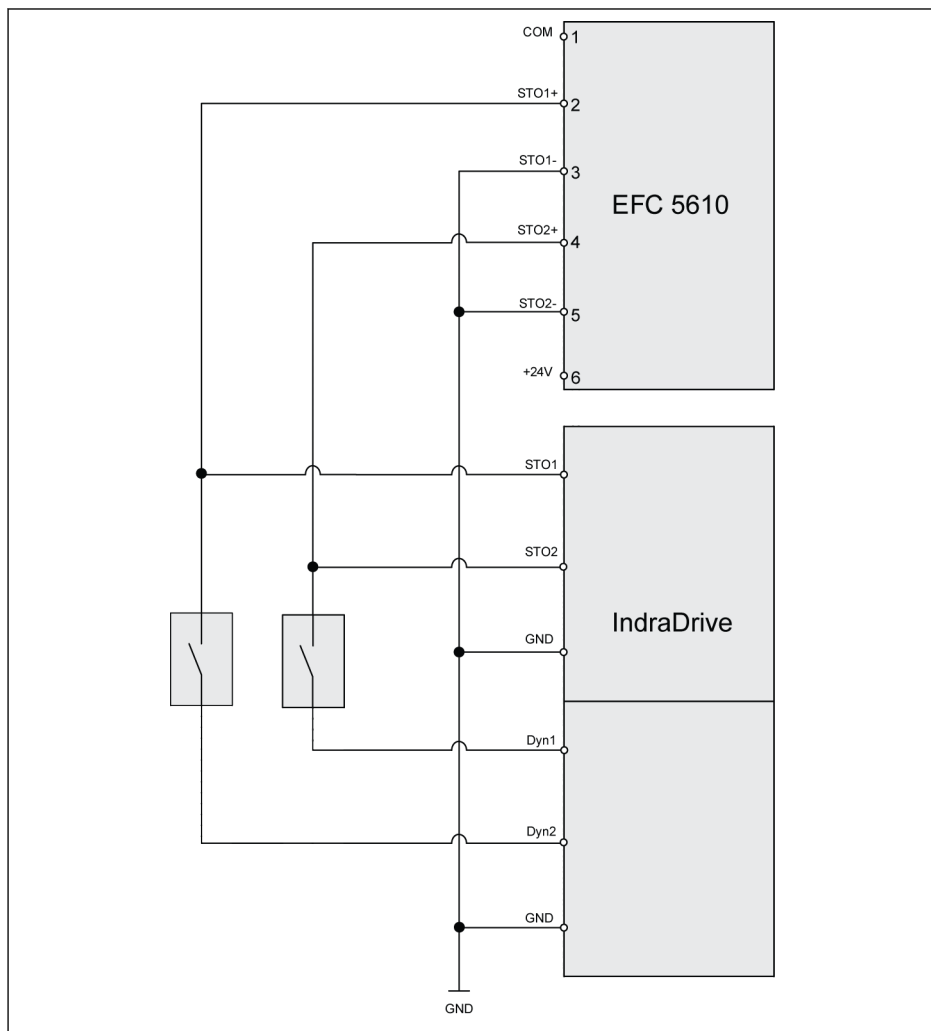 COM
1
STO1+
2
STO1-
3
EFC 5610
STO2+
4
STO2-
5
+24V
6
STO1
STO2
IndraDrive
GND
Dyn1
Dyn2
GND
GND